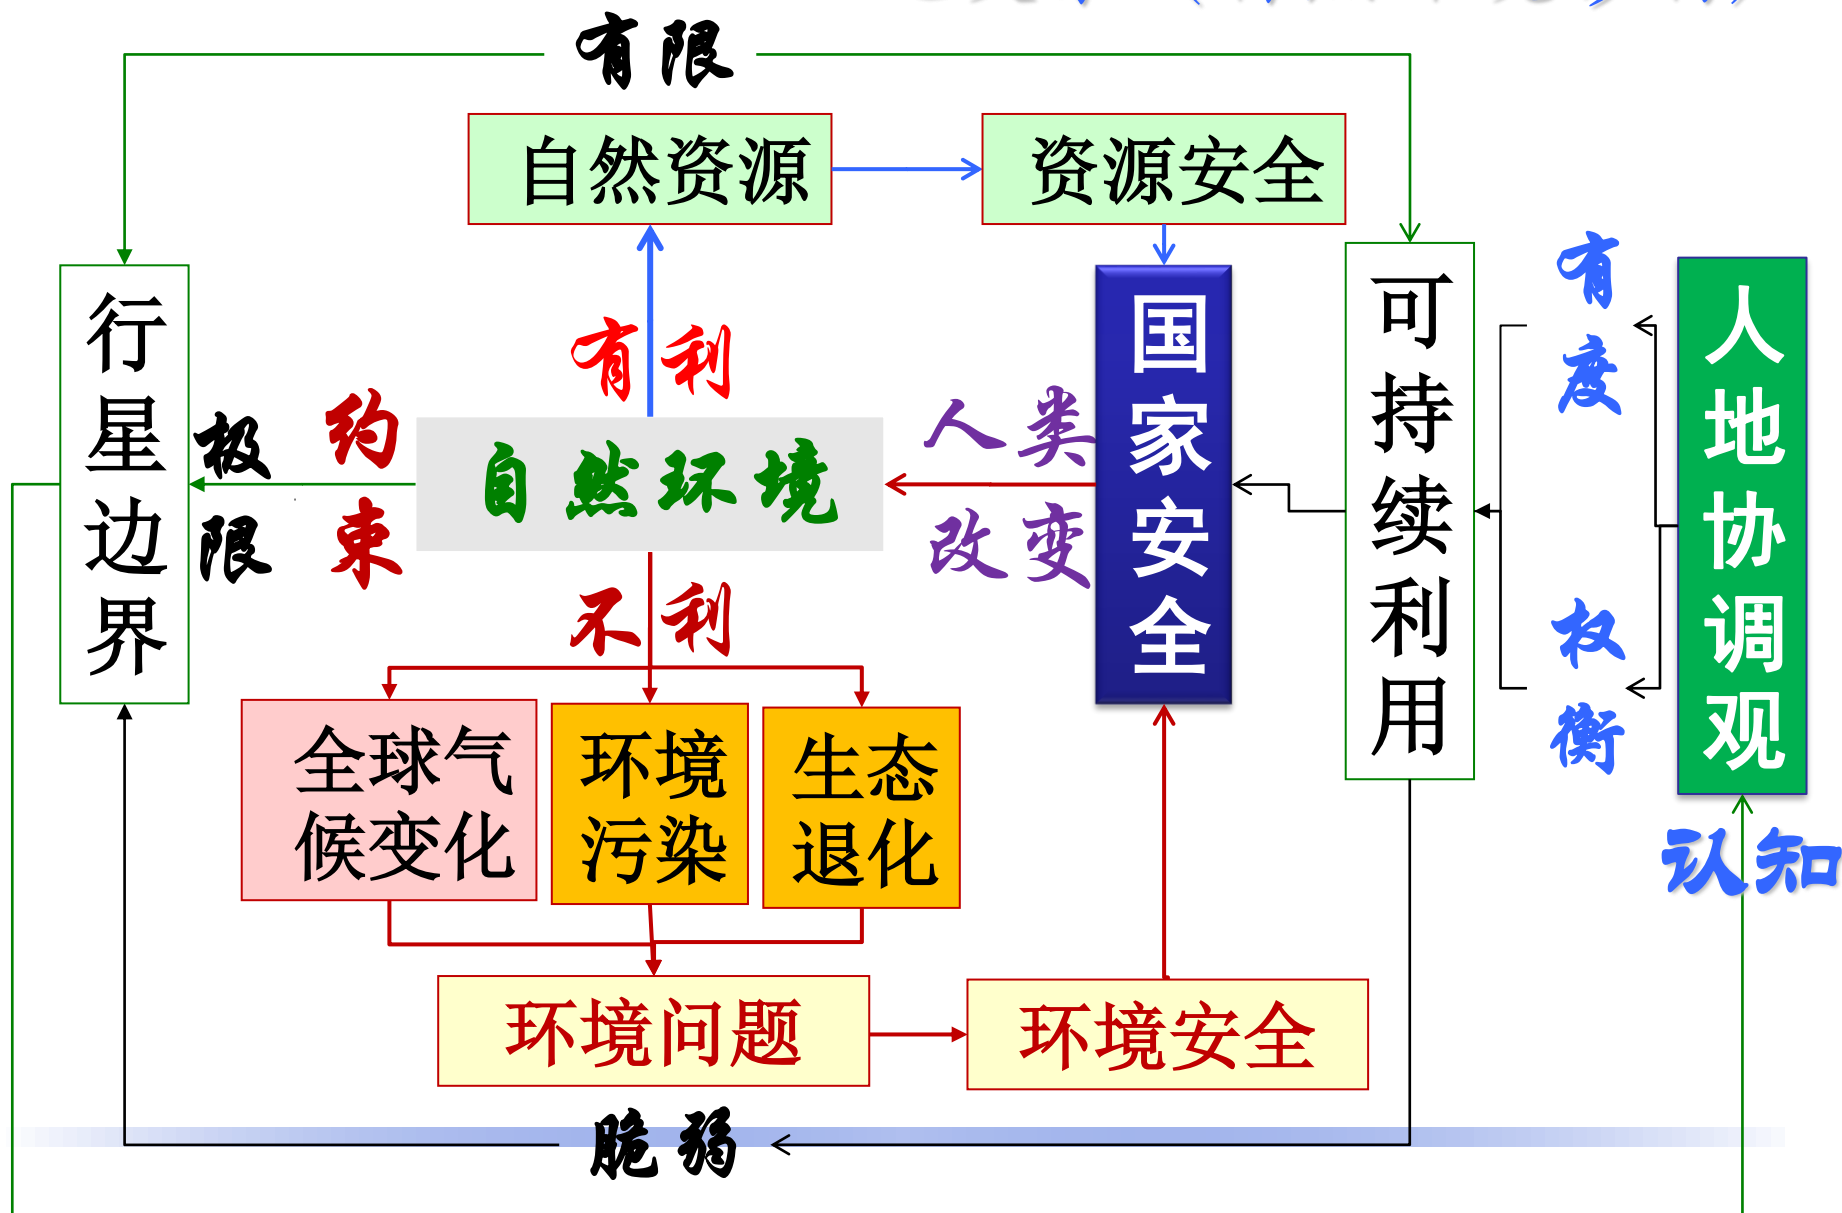 有限
自然资源
资源安全
行星边界
极限
约束
有利
自然环境
不利
人类
改变
国家安全
可持续利用
有度
权衡
人地协调观
认知
全球气
候变化
环境
污染
生态
退化
环境问题
环境安全
脆弱